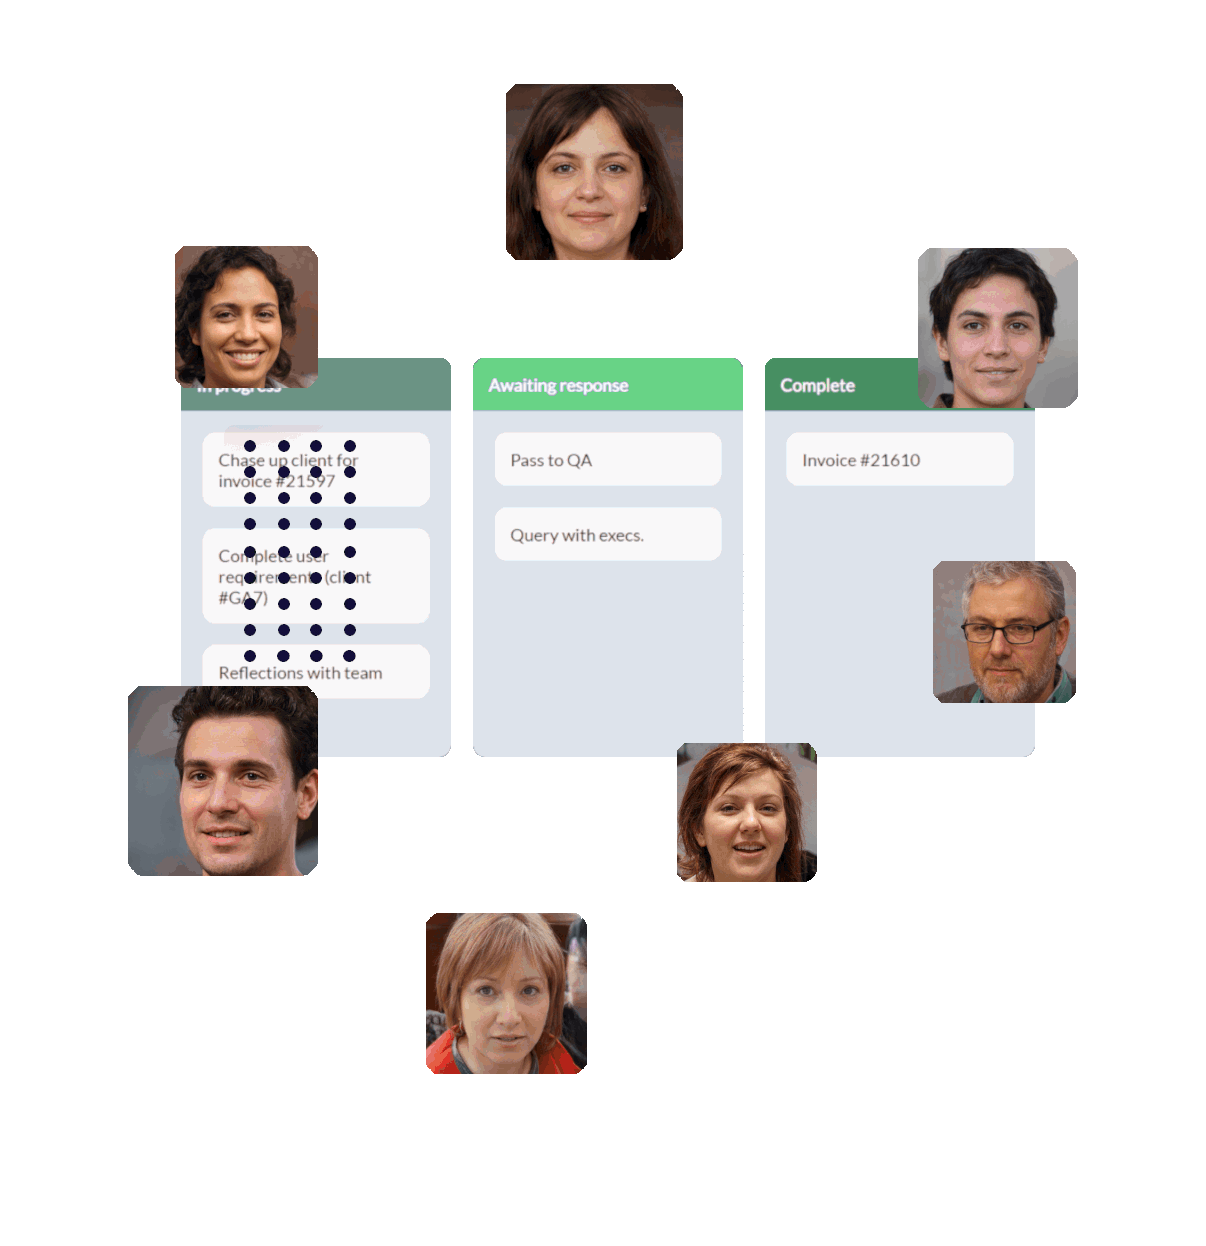 In progress
Awaiting response
Complete
Chase up client for
invoice #21597
Complete user
requirements (client
#GA7)
Reflections with team
Pass to QA
Query with execs.
Invoice #21610